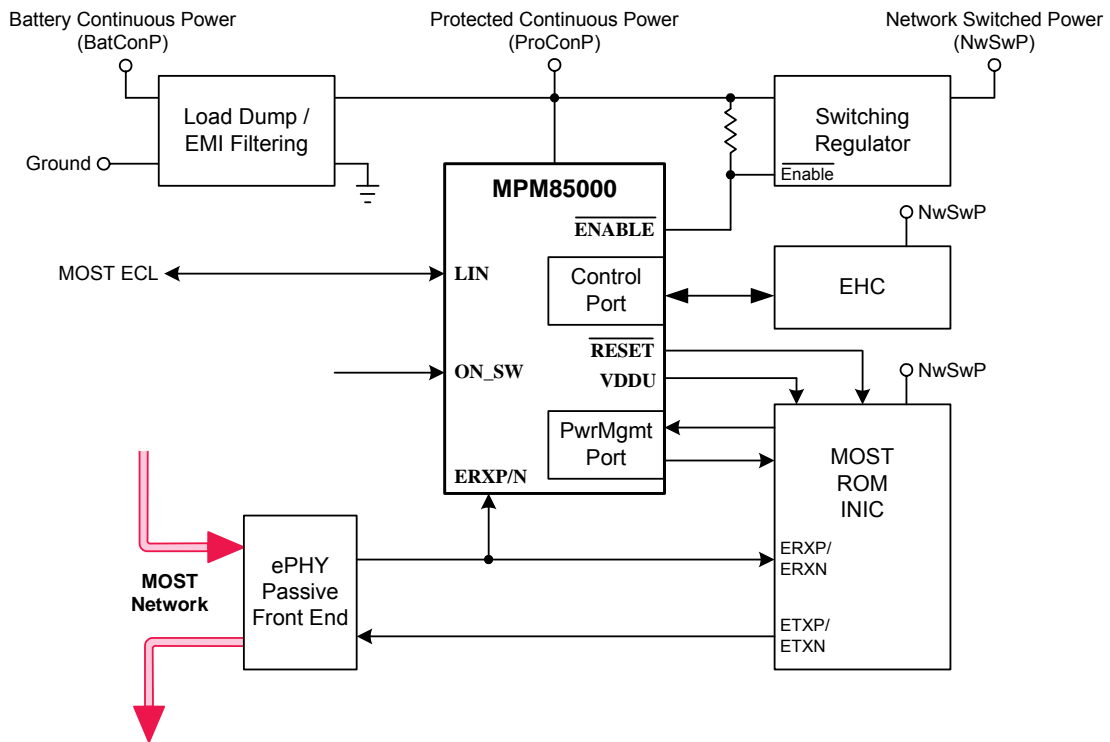 Battery Continuous Power
(BatConP)
Protected Continuous Power
(ProConP)
Network Switched Power
(NwSwP)
Load Dump /
EMI Filtering
Ground
Switching
Regulator
Enable
MPM85000
ENABLE
NwSwP
MOST ECL
LIN
Control
Port
EHC
RESET
ON_SW
VDDU
NwSwP
PwrMgmt
Port
MOST
ROM
INIC
ERXP/N
ePHY
Passive
Front End
MOST
Network
ERXP/
ERXN
ETXP/
ETXN